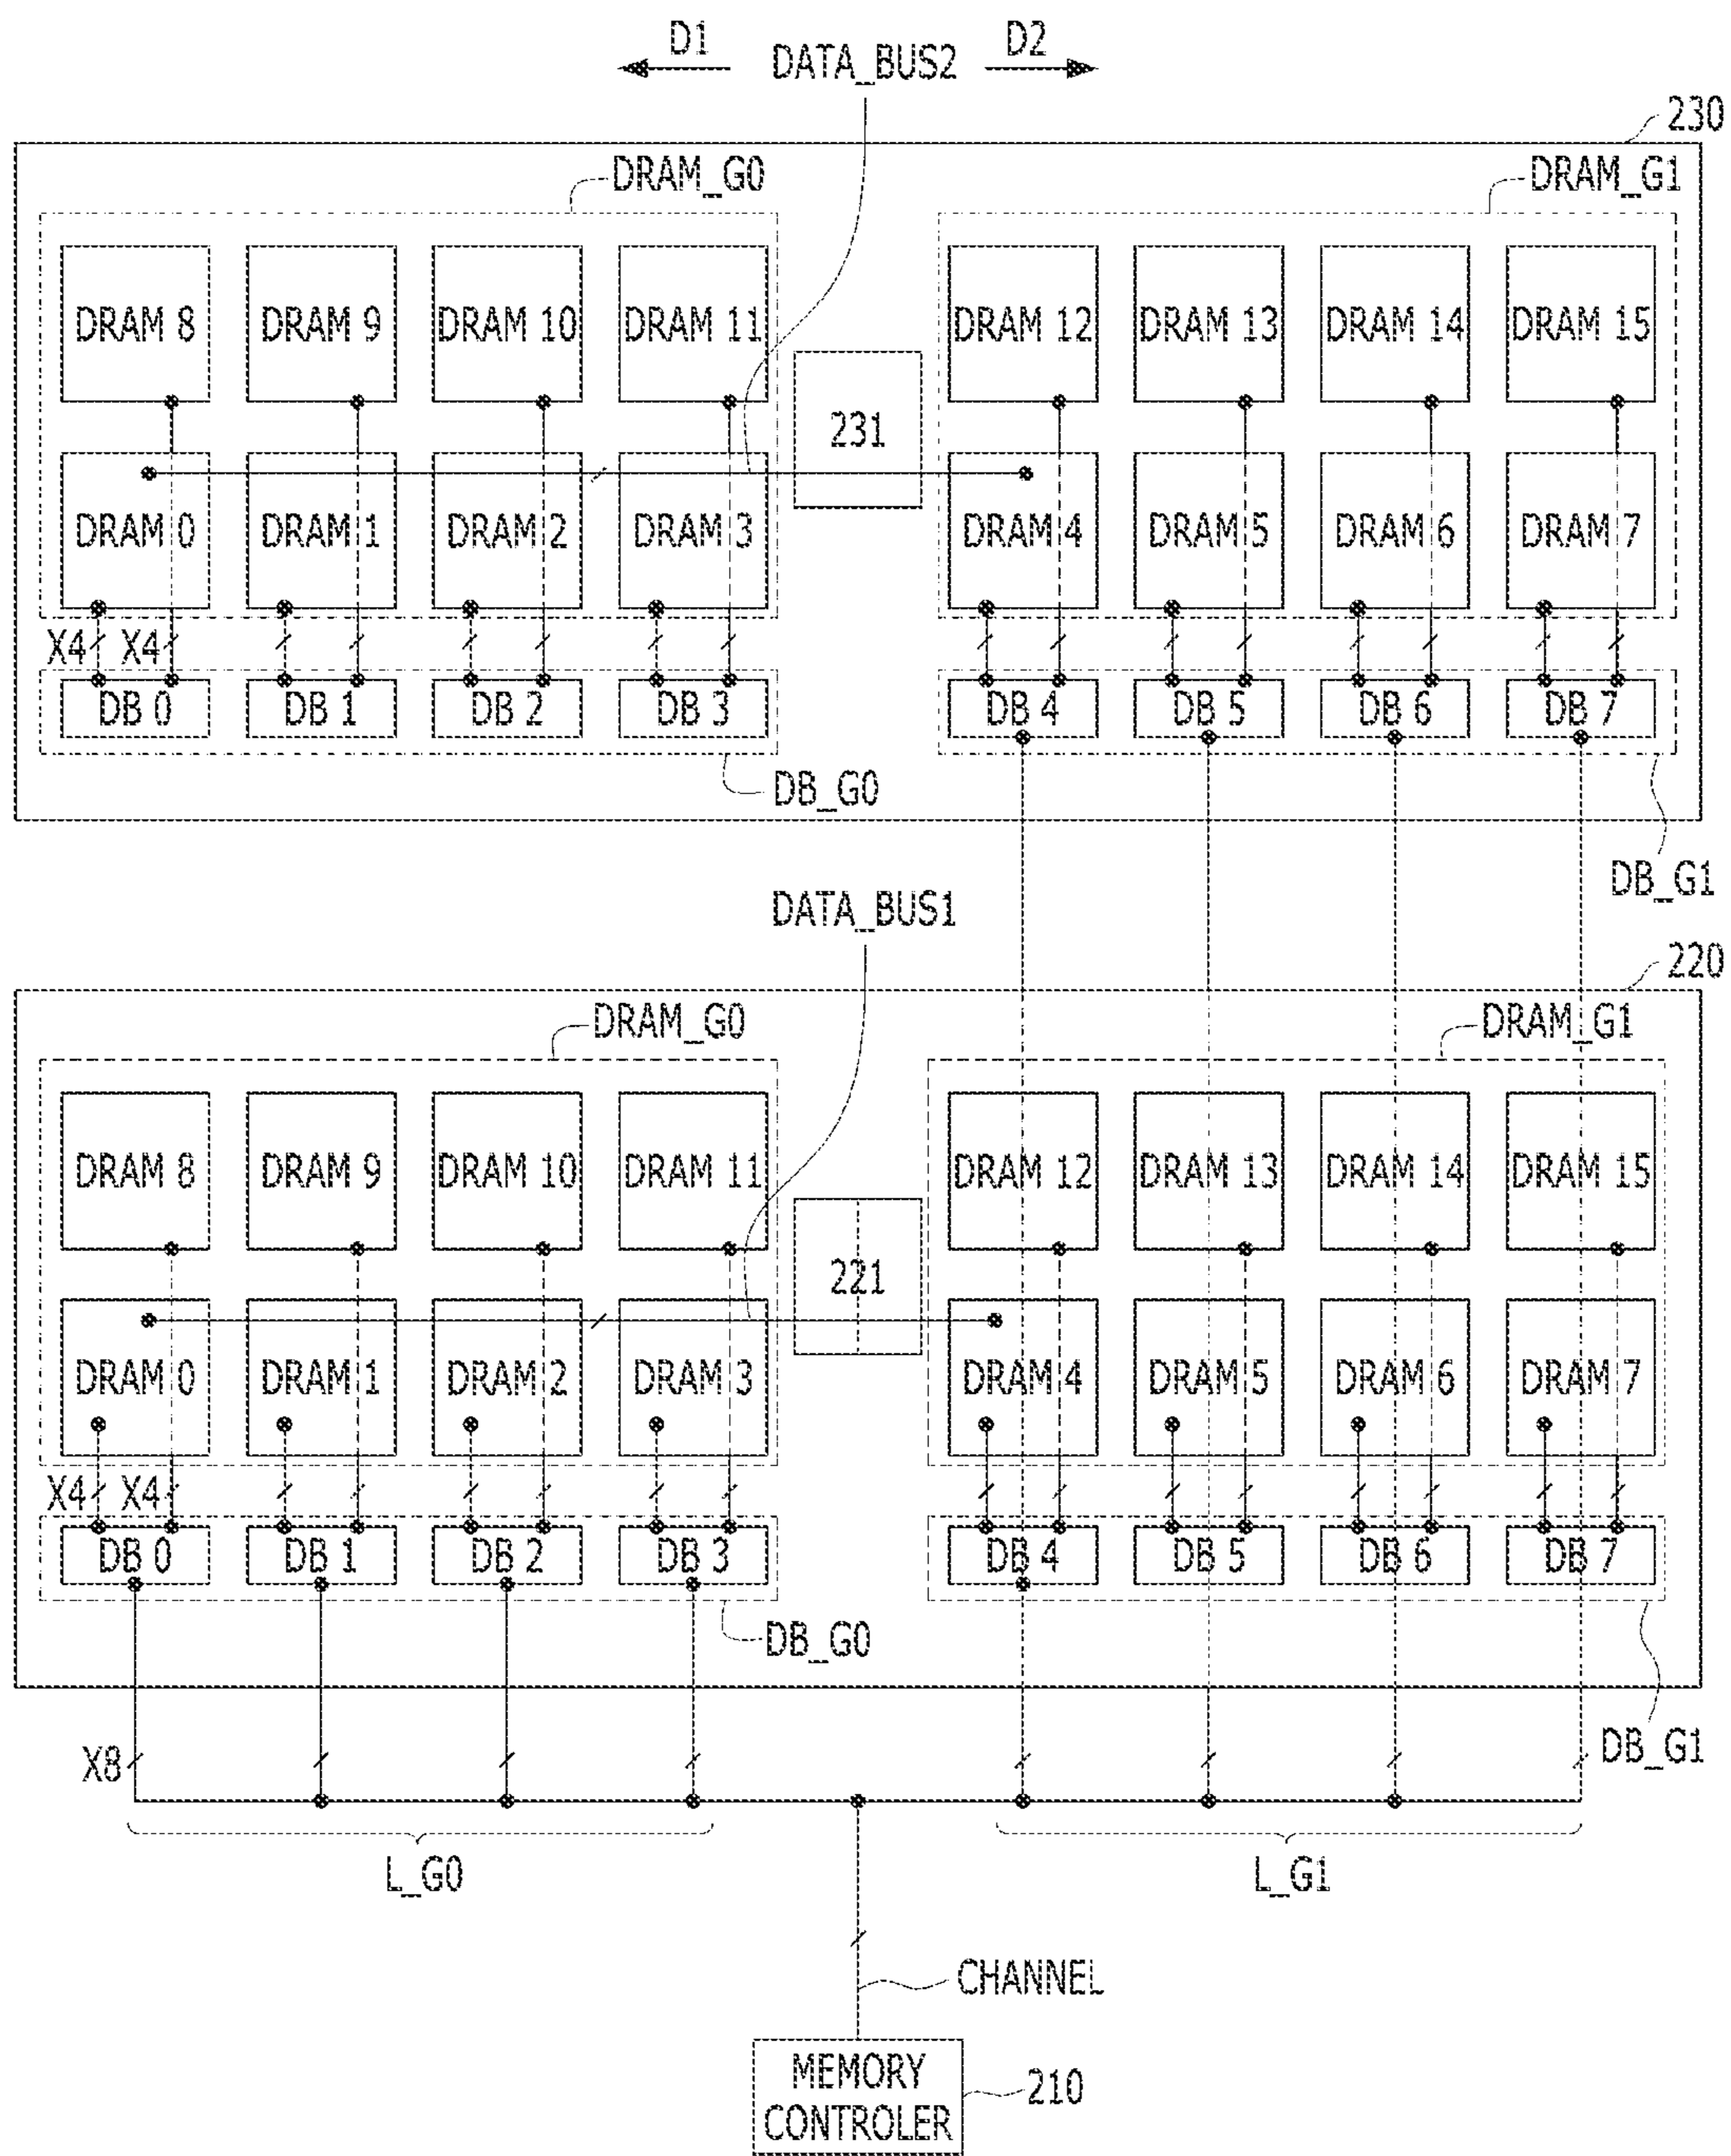 D1 DATA_BUS2 D2
230
DRAM_G0 DRAM_G1
DRAM 8 DRAM 9 DRAM 10 DRAM 11 DRAM 12 DRAM 13 DRAM 14 DRAM 15
231
DRAM 0 DRAM 1 DRAM 2 DRAM 3 DRAM 4 DRAM 5 DRAM 6 DRAM 7
X4 X4
DB 0 DB 1 DB 2 DB 3 DB 4 DB 5 DB 6 DB 7
DB_G0
DB_G1
DATA_BUS1
220
DRAM_G0 DRAM_G1
DRAM 8 DRAM 9 DRAM 10 DRAM 11 DRAM 12 DRAM 13 DRAM 14 DRAM 15
221
DRAM 0 DRAM 1 DRAM 2 DRAM 3 DRAM 4 DRAM 5 DRAM 6 DRAM 7
X4 X4
DB 0 DB 1 DB 2 DB 3 DB 4 DB 5 DB 6 DB 7
DB_G0
DB_G1
X8
L_G0 L_G1
CHANNEL
MEMORY
CONTROLER
210